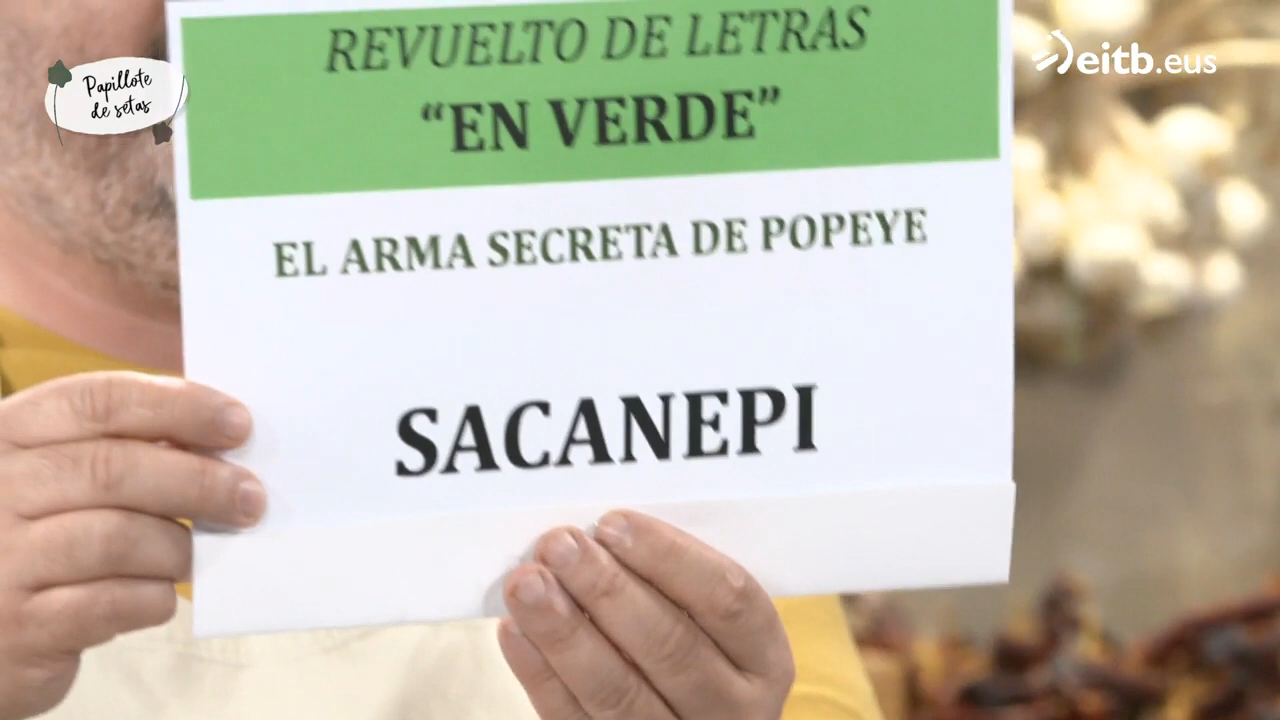 REVUELTO DE LETRAS
“EN VERDE”
EL ARMA SECRETA DE POPEYE
SACANEPI
Papillote
de setas
eitb.eus